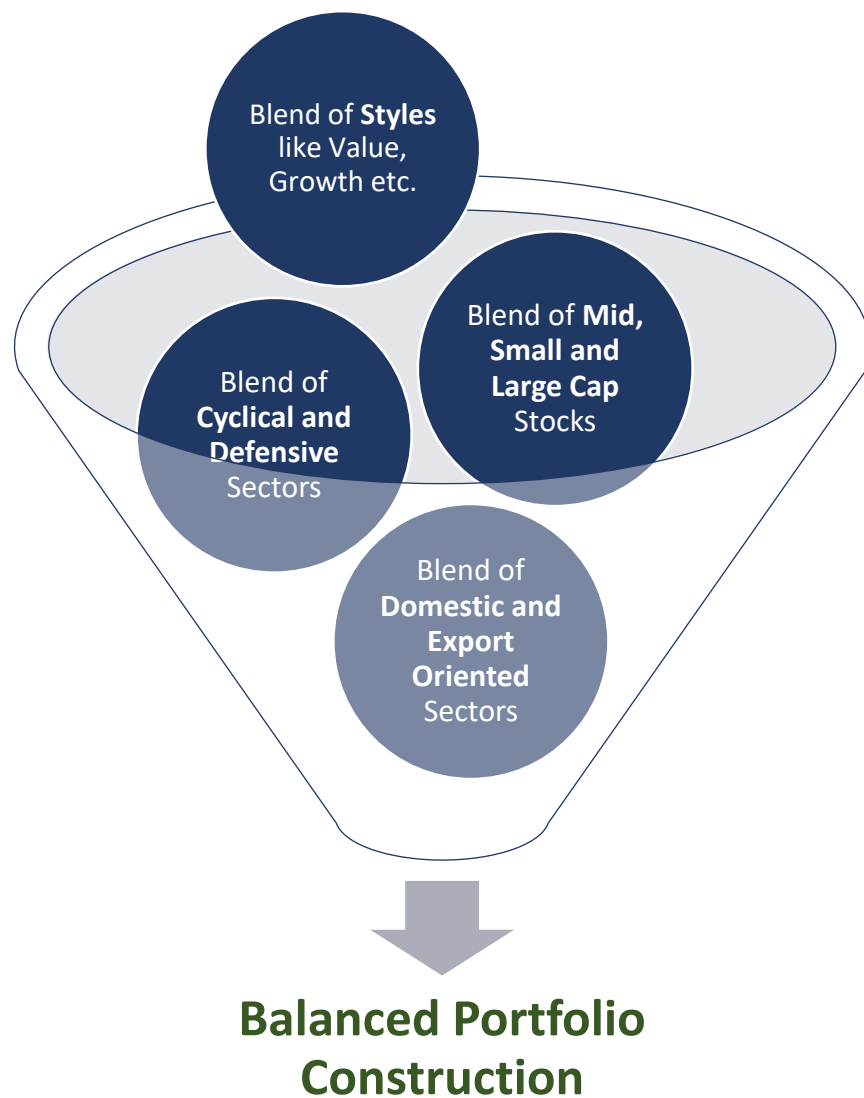 Blend of Styles
like Value,
Growth etc.
Blend of Mid,
Small and
Large Cap
Stocks
Blend of
Cyclical and
Defensive
Sectors
Blend of
Domestic and
Export
Oriented
Sectors
Balanced Portfolio
Construction